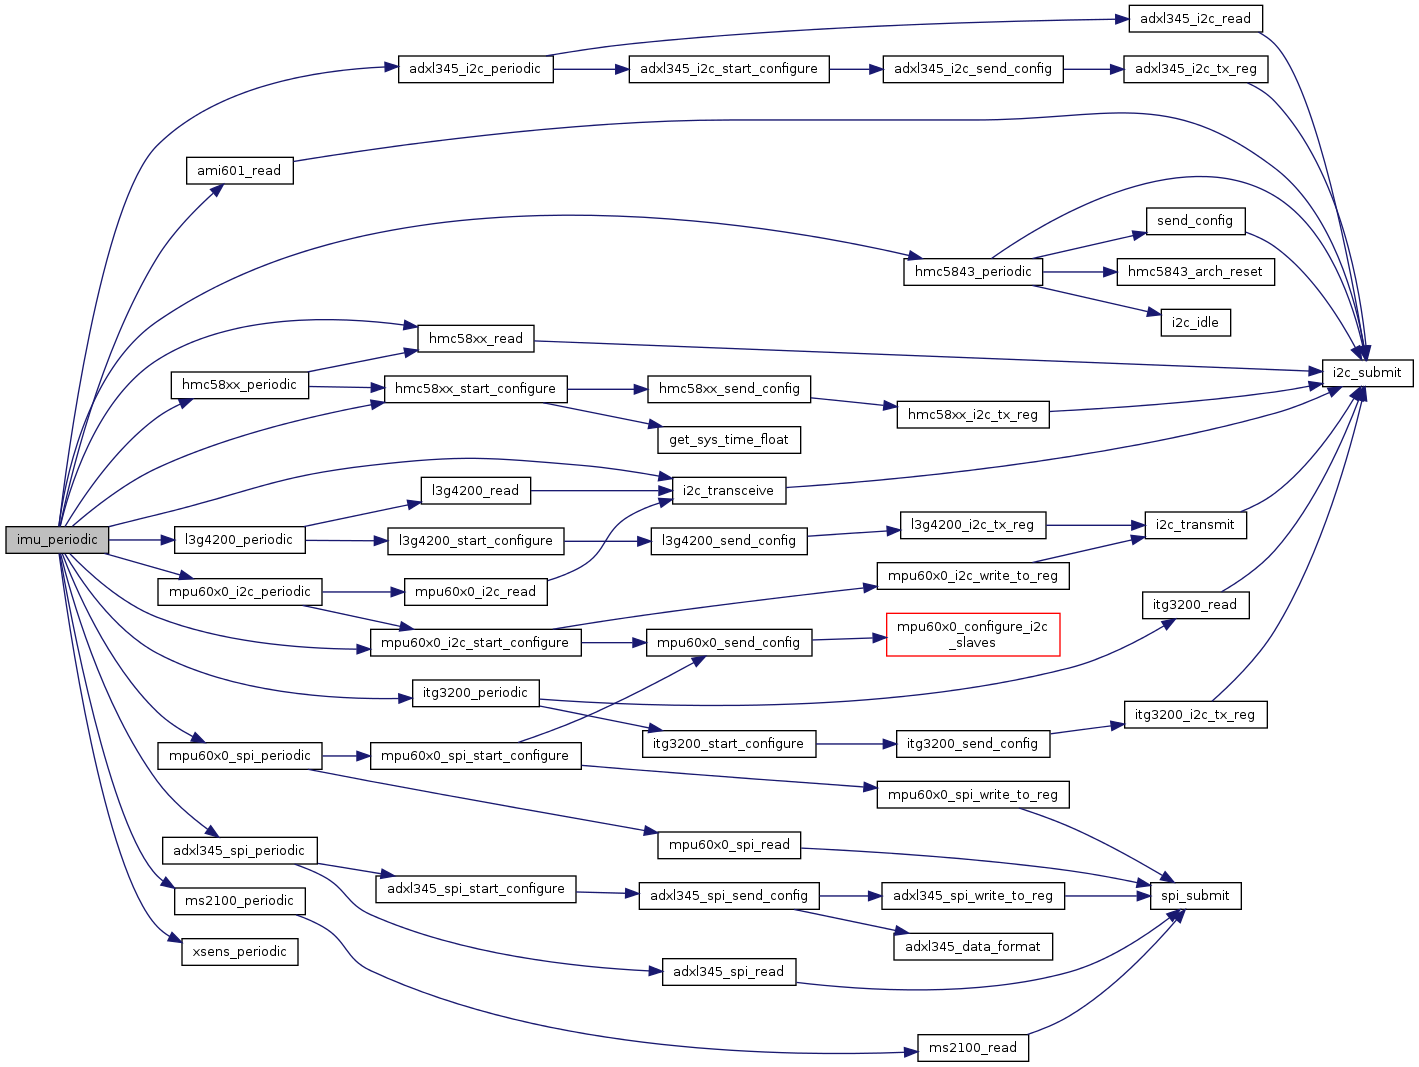 adxl345_i2c_read
adxl345_i2c_periodic
adxl345_i2c_start_configure
adxl345_i2c_send_config
adxl345_i2c_tx_reg
ami601_read
send_config
hmc5843_periodic
hmc5843_arch_reset
i2c_idle
hmc58xx_read
i2c_submit
hmc58xx_periodic
hmc58xx_start_configure
hmc58xx_send_config
hmc58xx_i2c_tx_reg
get_sys_time_float
l3g4200_read
i2c_transceive
l3g4200_i2c_tx_reg
i2c_transmit
imu_periodic
l3g4200_periodic
l3g4200_start_configure
l3g4200_send_config
mpu60x0_i2c_write_to_reg
mpu60x0_i2c_periodic
mpu60x0_i2c_read
itg3200_read
mpu60x0_configure_i2c
_slaves
mpu60x0_i2c_start_configure
mpu60x0_send_config
itg3200_periodic
itg3200_i2c_tx_reg
itg3200_start_configure
itg3200_send_config
mpu60x0_spi_periodic
mpu60x0_spi_start_configure
mpu60x0_spi_write_to_reg
mpu60x0_spi_read
adxl345_spi_periodic
adxl345_spi_start_configure
adxl345_spi_send_config
adxl345_spi_write_to_reg
spi_submit
ms2100_periodic
adxl345_data_format
xsens_periodic
adxl345_spi_read
ms2100_read